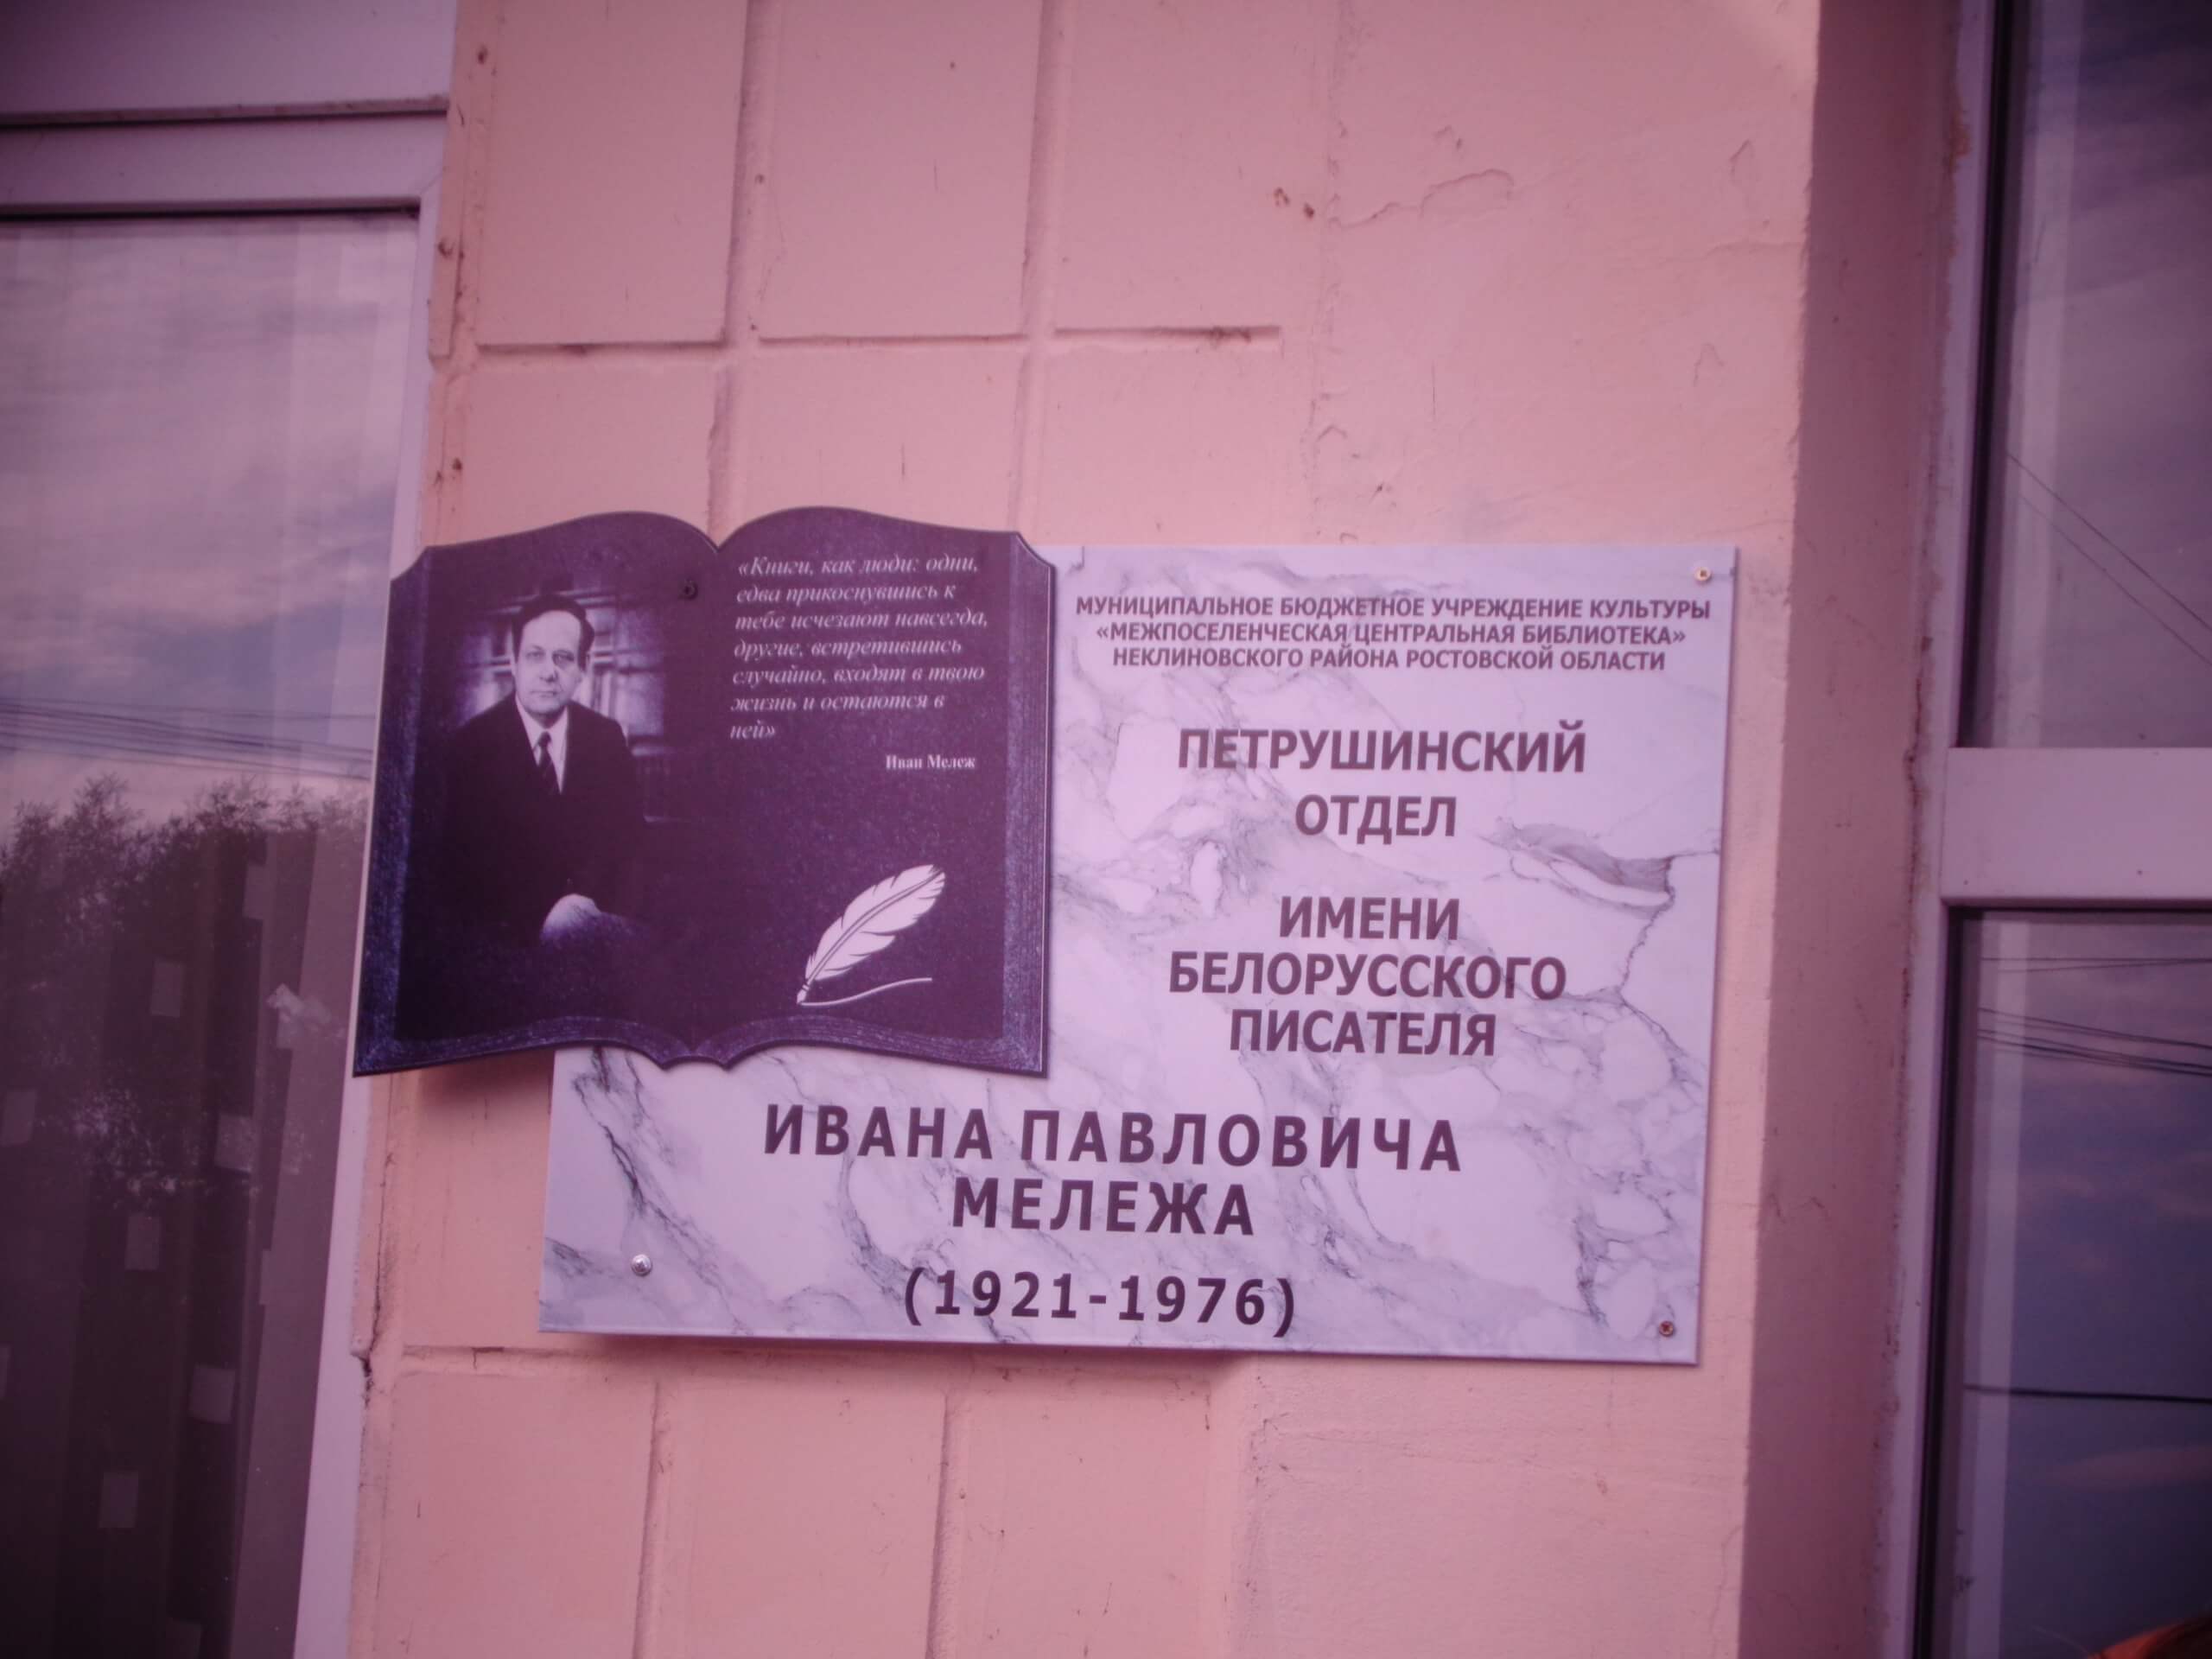 «Книги, как люди: одни,
едва прикоснувшись к
тебе исчезают навсегда,
другие, встретившись
случайно, входят в твою
жизнь и остаются в
ней»
Иван Мележ
МУНИЦИПАЛЬНОЕ БЮДЖЕТНОЕ УЧРЕЖДЕНИЕ КУЛЬТУРЫ
«МЕЖПОСЕЛЕНЧЕСКАЯ ЦЕНТРАЛЬНАЯ БИБЛИОТЕКА»
НЕКЛИНОВСКОГО РАЙОНА РОСТОВСКОЙ ОБЛАСТИ
ПЕТРУШИНСКИЙ
ОТДЕЛ
ИМЕНИ
БЕЛОРУССКОГО
ПИСАТЕЛЯ
ИВАНА ПАВЛОВИЧА
МЕЛЕЖА
(1921-1976)